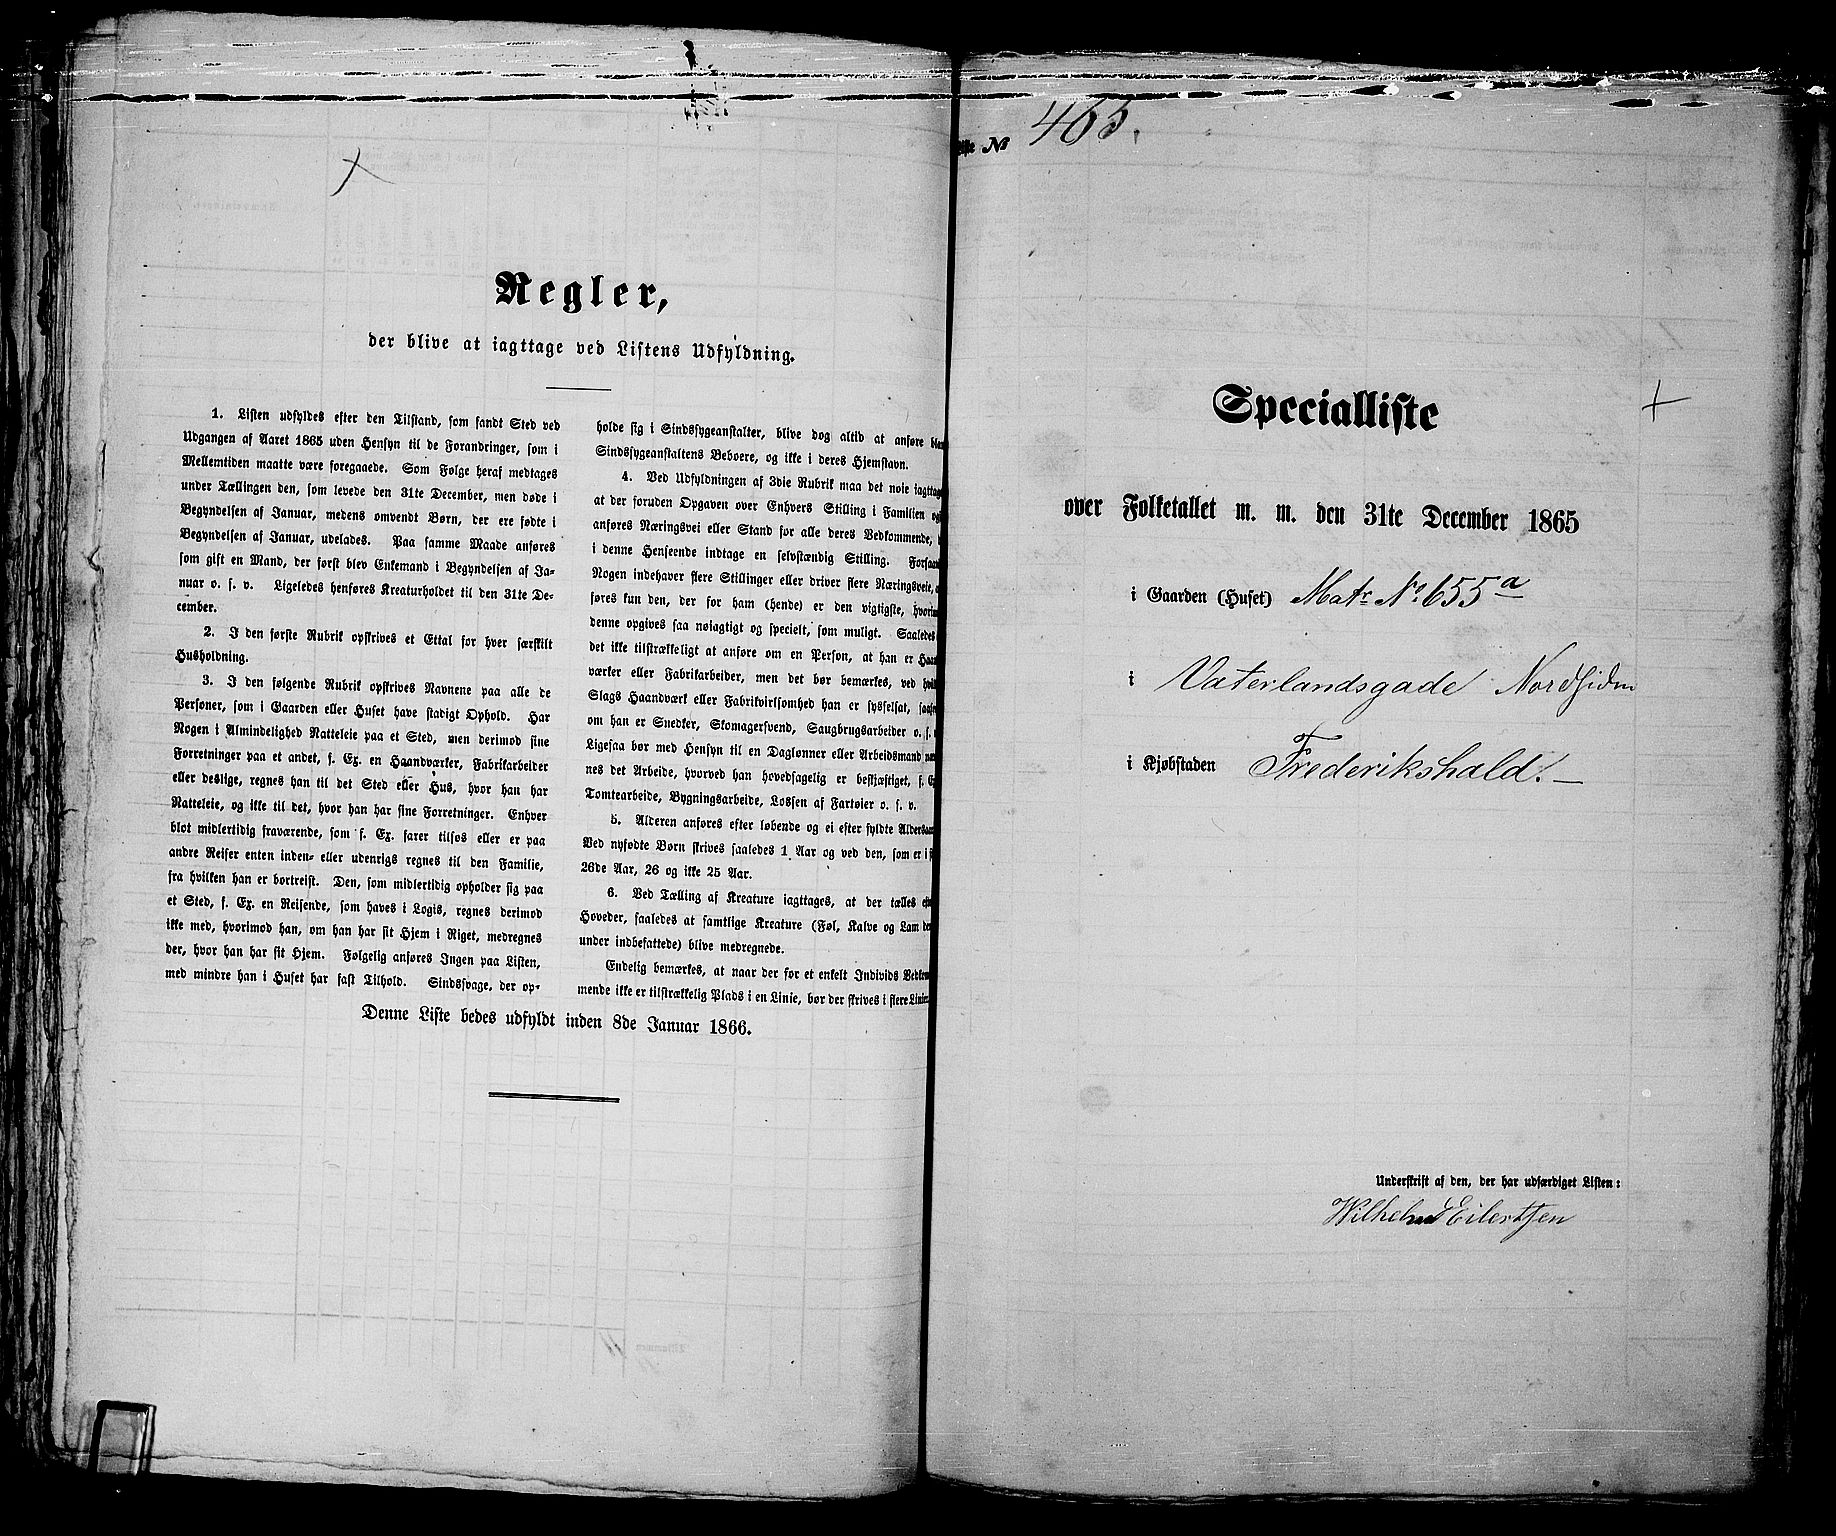 Regler,
der blive at iagttage ved Listens Udfyldning.
1. Listen udfyldes efter den Tilstand, som fandt Sted ved
Udgangen af Aaret 1865 uden Hensyn til de Forandringer, som i
Mellemtiden maatte være foregaaede. Som Følge heraf medtages
under Tællingen den, som levede den 31te December, men døde i
Begyndelsen af Januar, medens omvendt Børn, der ere fødte i
Begyndelsen af Januar, udelades. Paa samme Maade anføres
som gift en Mand, der først blev Enkemand i Begyndelsen af Ja-
nuar o. s. v. Ligeledes henføres Kreaturholdet til den 31te De-
cember.
2. I den første Rubrik opskrives et Ettal for hver særskilt
Husholdning.
3. I den følgende Rubrik opskrives Navnene paa alle de
Personer, som i Gaarden eller Huset have stadigt Ophold. Har
Nogen i Almindelighed Natteleie paa et Sted, men derimod sine
Forretninger paa et andet, s. Ex. en Haandværker, Fabrikarbeider
eller deslige, regnes han til det Sted eller Hus, hvor han har
Natteleie, og ikke til det, hvor han har sine Forretninger. Enhver
blot midlertidig fraværende, som f. Ex. farer tilsøs eller er paa
andre Reiser enten inden- eller udenrigs regnes til den Familie,
fra hvilken han er bortreist. Den, som midlertidig opholder sig paa
et Sted, f. Ex. en Reisende, som haves i Logis, regnes derimod
ikke med, hvorimod han, om han har sit Hjem i Riget, medregnes
der, hvor han har sit Hjem. Følgelig anføres Ingen paa Listen,
med mindre han i Huset har fast Tilhold. Sindssvage, der op-
holde sig i Sindssygeanstalter, blive dog altid at anføre blan
Sindssygeanstaltens Beboere, og ikke i deres Hjemstavn.
4. Ved Udfyldningen af 3die Rubrik maa det nøie iagttag
at der foruden Opgaven over Enhvers Stilling i Familien og
anføres Næringsvei eller Stand for alle deres Vedkommende,
i denne Henseende indtage en selvstændig Stilling. Forsaa
Nogen indehaver flere Stillinger eller driver flere Næringsveie, a
føres kun den, der for ham (hende) er den vigtigste, hvorim
denne opgives saa nøiagtigt og specielt, som muligt. Saaledes
det ikke tilstrækkeligt at anføre om en Person, at han er Haan
værker eller Fabrikarbeider, men det bør bemærkes, ved hvil
Slags Haandværk eller Fabrikvirksomhed han er sysselsat, saasom
om han er Snedker, Skomagersvend, Saugbrugsarbeider o. s. v
Ligesaa bør med Hensyn til en Daglønner eller Arbeidsmand næv
nes det Arbeide, hvorved han hovedsagelig er beskjæftiget, s. Ex
Tomtearbeide, Bygningsarbeide, Lossen af Fartøier o. s. v.
5. Alderen anføres efter løbende og ei efter fyldte Aldersaar
Ved nyfødte Børn skrives saaledes 1 Aar og ved den, som er i s
26de Aar, 26 og ikke 25 Aar.
6. Ved Tælling af Kreature iagttages, at der tælles eft
Hoveder, saaledes at samtlige Kreature (Føl, Kalve og Lam der
under indbefattede) blive medregnede.
Endelig bemærkes, at naar der for et enkelt Individs Vedkom
mende ikke er tilstrækkelig Plads i en Linie, bør der skrives i flere Linier
Denne Liste bedes udfyldt inden 8de Januar 1866.
iste № 465.
Specialliste
over Folketallet m. m. den 31te December 1865
i Gaarden (Huset) Matr No 655a
i Vaterlandsgade Nordsiden
i Kjøbstaden Frederikshald.
Underskrift af den, der har udfærdiget Listen:
Wilhelm Eilertsen